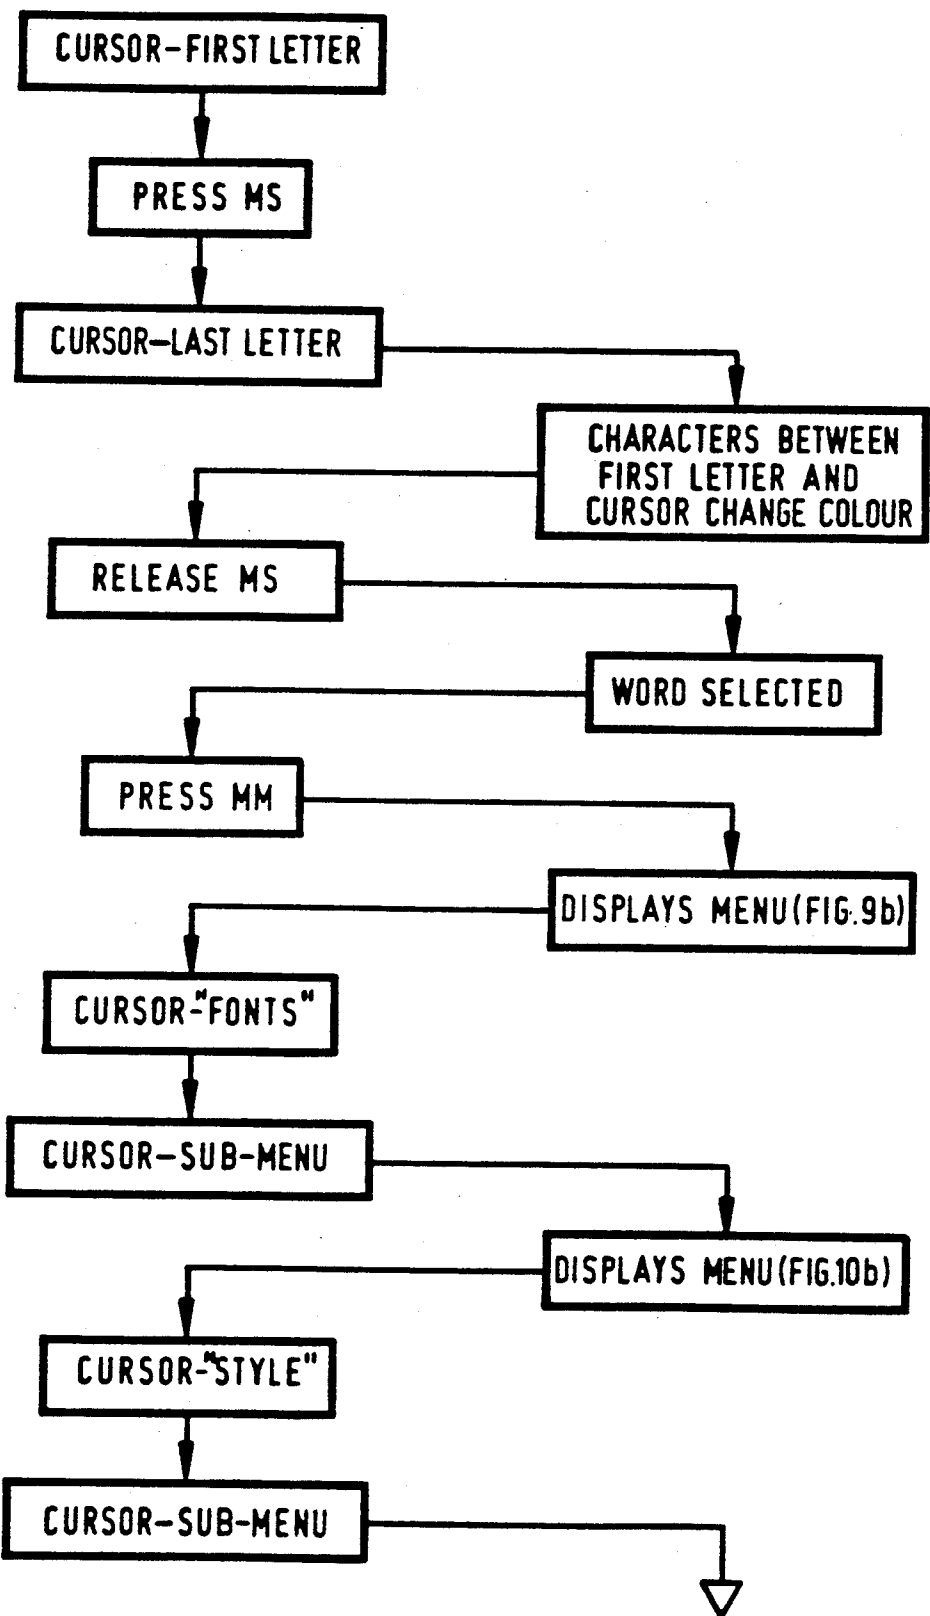 CURSOR-FIRST LETTER
PRESS MS
CURSOR-LAST LETTER
CHARACTERS BETWEEN
FIRST LETTER AND
CURSOR CHANGE COLOUR
RELEASE MS
WORD SELECTED
PRESS MM
DISPLAYS MENU (FIG.9b)
CURSOR-"FONTS"
CURSOR-SUB-MENU
DISPLAYS MENU (FIG.10b)
CURSOR-"STYLE"
CURSOR-SUB-MENU